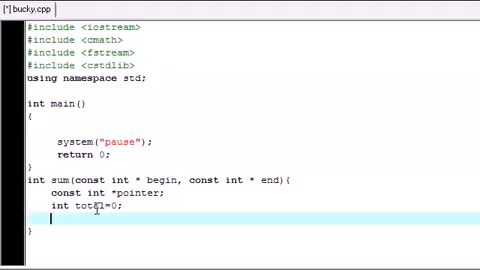 [*] bucky.cpp
#include <iostream>
#include <cmath>
#include <fstream>
#include <cstdlib>
using namespace std;
int main()
{
system("pause");
return 0;
}
int sum(const int * begin, const int * end){
const int *pointer;
int total=0;
}